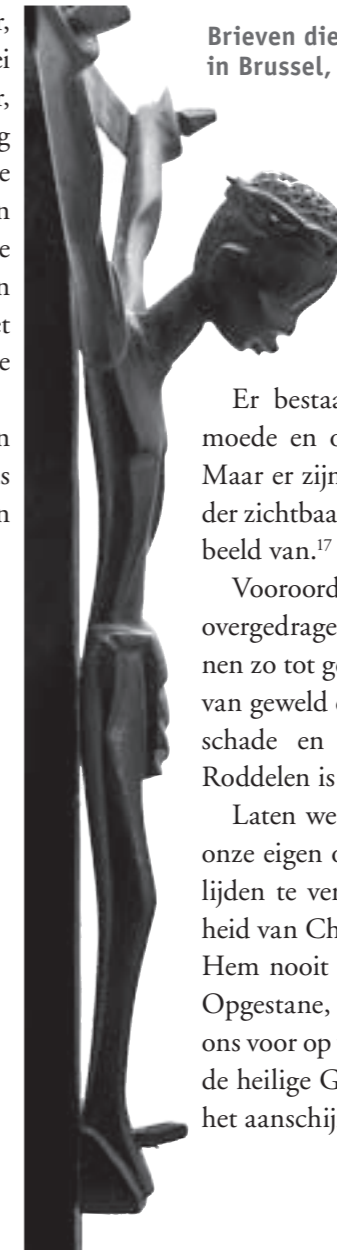 r,
ei
r,
g
e
n
e
n
et
e
n
s
n
Brieven die
in Brussel,
Er bestaa
moede en o
Maar er zijn
der zichtbaa
beeld van.¹⁷
Vooroord
overgedrage
nen zo tot ge
van geweld e
schade en
Roddelen is
Laten we
onze eigen o
lijden te ver
heid van Ch
Hem nooit
Opgestane,
ons voor op
de heilige G
het aanschij